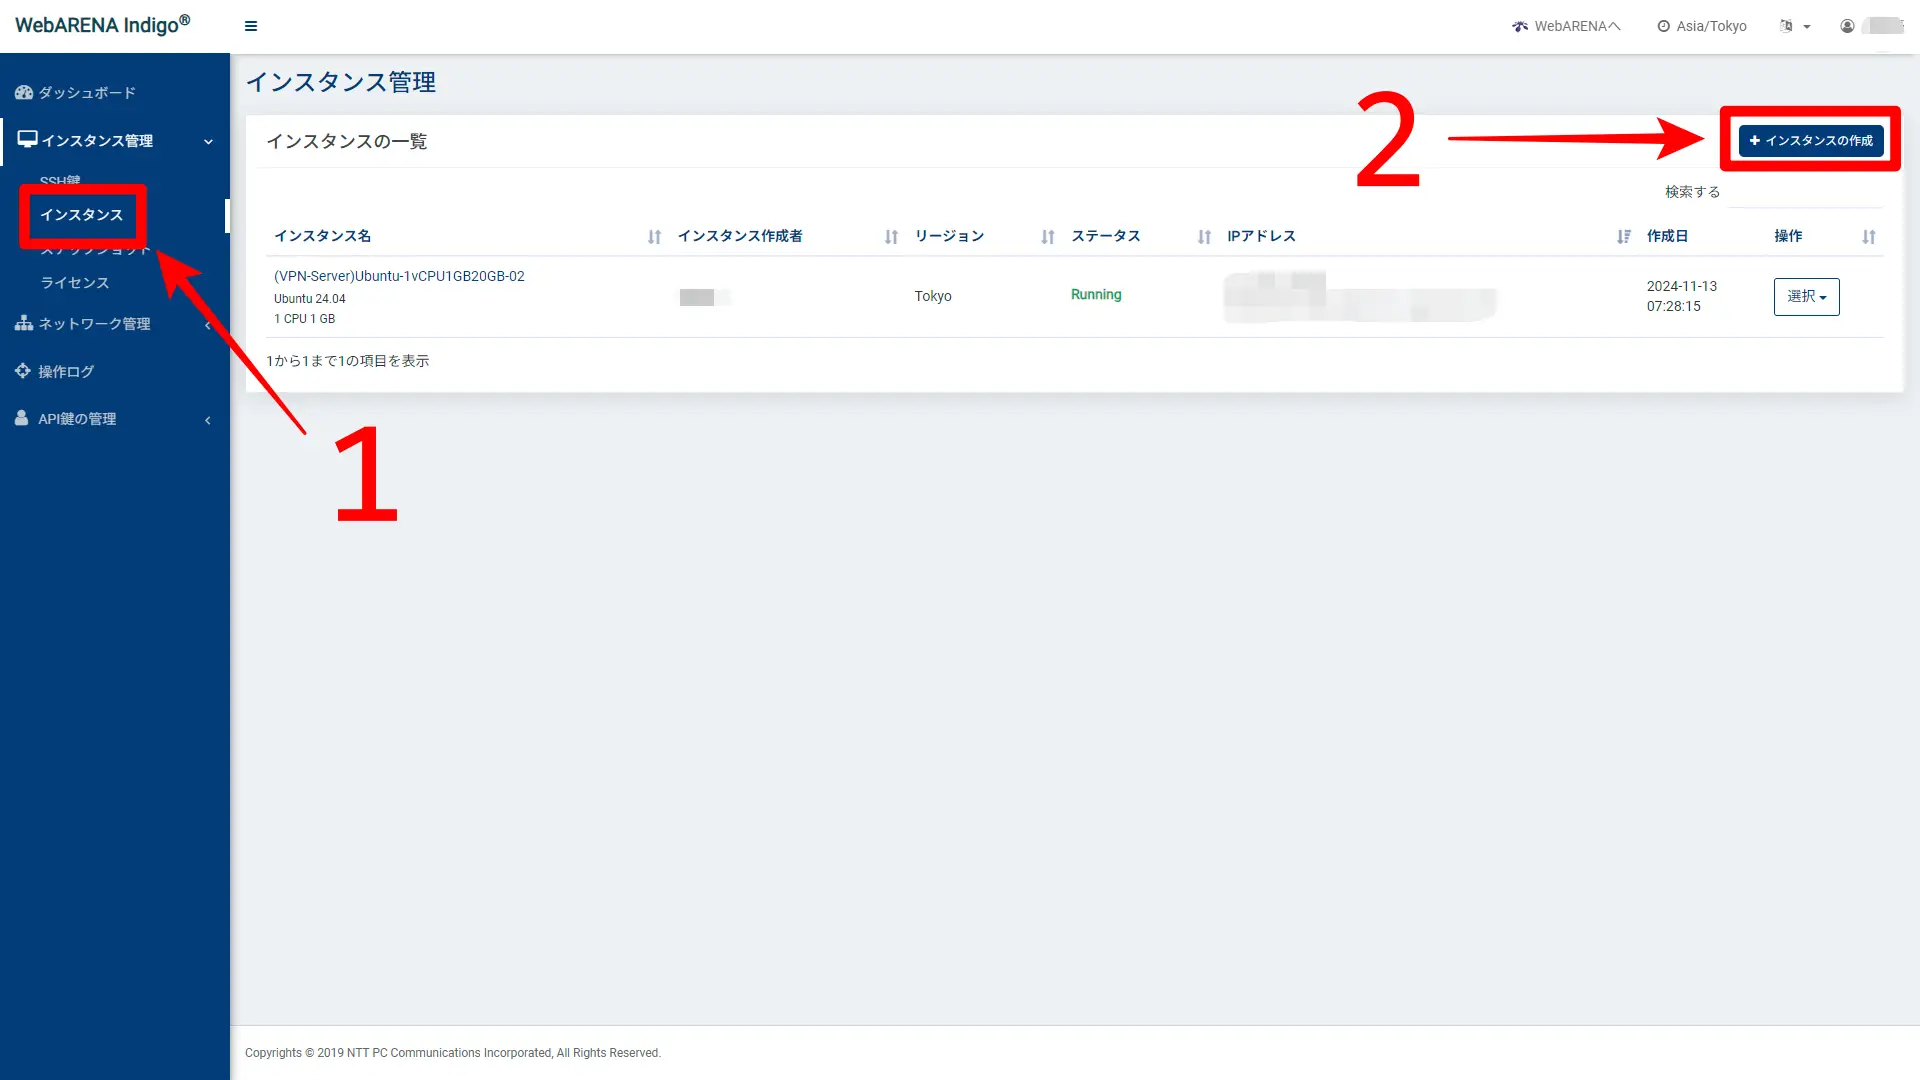 WebARENA Indigo®
WebARENAへ
Asia/Tokyo
ダッシュボード
インスタンス管理
SSH鍵
インスタンス
スナップショット
ライセンス
ネットワーク管理
操作ログ
API鍵の管理
インスタンス管理
インスタンスの一覧
2
インスタンスの作成
検索する
インスタンス名 インスタンス作成者 リージョン ステータス IPアドレス 作成日 操作
(VPN-Server)Ubuntu-1vCPU1GB20GB-02
Ubuntu 24.04
1 CPU 1 GB
Tokyo
Running
2024-11-13
07:28:15
選択
1から1まで1の項目を表示
1
Copyrights © 2019 NTT PC Communications Incorporated, All Rights Reserved.